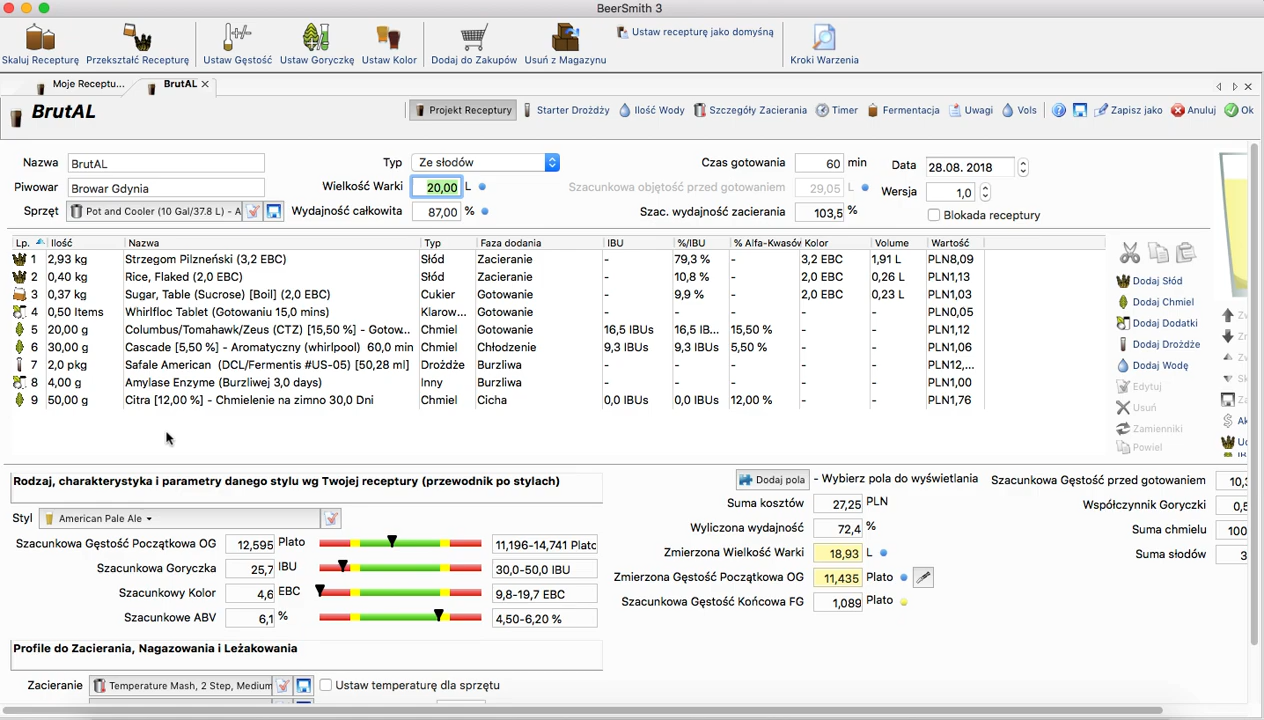 BeerSmith 3
Skaluj Recepturę Przekształć Recepturę Ustaw Gęstość Ustaw Goryczkę Ustaw Kolor Dodaj do Zakupów Usuń z Magazynu Ustaw recepturę jako domyśną Kroki Warzenia
Moje Receptu... BrutAL
BrutAL Projekt Receptury Starter Drożdży Ilość Wody Szczegóły Zacierania Timer Fermentacja Uwagi Vols Zapisz jako Anuluj Ok
Nazwa BrutAL Typ Ze słodów Czas gotowania 60 min Data 28.08. 2018
Piwowar Browar Gdynia Wielkość Warki 20,00 L Szacunkowa objętość przed gotowaniem 29,05 L Wersja 1,0
Sprzęt Pot and Cooler (10 Gal/37.8 L) - A Wydajność całkowita 87,00 % Szac. wydajność zacierania 103,5 % Blokada receptury
Lp. Ilość Nazwa Typ Faza dodania IBU %/IBU % Alfa-Kwasów Kolor Volume Wartość
1 2,93 kg Strzegom Pilzneński (3,2 EBC) Słód Zacieranie - 79,3 % - 3,2 EBC 1,91 L PLN8,09
2 0,40 kg Rice, Flaked (2,0 EBC) Słód Zacieranie - 10,8 % - 2,0 EBC 0,26 L PLN1,13
3 0,37 kg Sugar, Table (Sucrose) [Boil] (2,0 EBC) Cukier Gotowanie - 9,9 % - 2,0 EBC 0,23 L PLN1,03
4 0,50 Items Whirlfloc Tablet (Gotowaniu 15,0 mins) Klarow... Gotowanie - - - - - PLN0,05
5 20,00 g Columbus/Tomahawk/Zeus (CTZ) [15,50 %] - Gotow... Chmiel Gotowanie 16,5 IBUs 16,5 IB... 15,50 % - - PLN1,12
6 30,00 g Cascade [5,50 %] - Aromatyczny (whirlpool) 60,0 min Chmiel Chłodzenie 9,3 IBUs 9,3 IBUs 5,50 % - - PLN1,06
7 2,0 pkg Safale American (DCL/Fermentis #US-05) [50,28 ml] Drożdże Burzliwa - - - - - PLN12,...
8 4,00 g Amylase Enzyme (Burzliwej 3,0 days) Inny Burzliwa - - - - - PLN1,00
9 50,00 g Citra [12,00 %] - Chmielenie na zimno 30,0 Dni Chmiel Cicha 0,0 IBUs 0,0 IBUs 12,00 % - - PLN1,76
Dodaj Słód
Dodaj Chmiel
Dodaj Dodatki
Dodaj Drożdże
Dodaj Wodę
Edytuj
Usuń
Zamienniki
Powiel
Rodzaj, charakterystyka i parametry danego stylu wg Twojej receptury (przewodnik po stylach)
Styl American Pale Ale
Szacunkowa Gęstość Początkowa OG 12,595 Plato 11,196-14,741 Plato
Szacunkowa Goryczka 25,7 IBU 30,0-50,0 IBU
Szacunkowy Kolor 4,6 EBC 9,8-19,7 EBC
Szacunkowe ABV 6,1 % 4,50-6,20 %
Dodaj pola - Wybierz pola do wyświetlania
Suma kosztów 27,25 PLN
Wyliczona wydajność 72,4 %
Zmierzona Wielkość Warki 18,93 L
Zmierzona Gęstość Początkowa OG 11,435 Plato
Szacunkowa Gęstość Końcowa FG 1,089 Plato
Szacunkowa Gęstość przed gotowaniem 10,
Współczynnik Goryczki 0,5
Suma chmielu 100
Suma słodów 3
Profile do Zacierania, Nagazowania i Leżakowania
Zacieranie Temperature Mash, 2 Step, Medium Ustaw temperaturę dla sprzętu